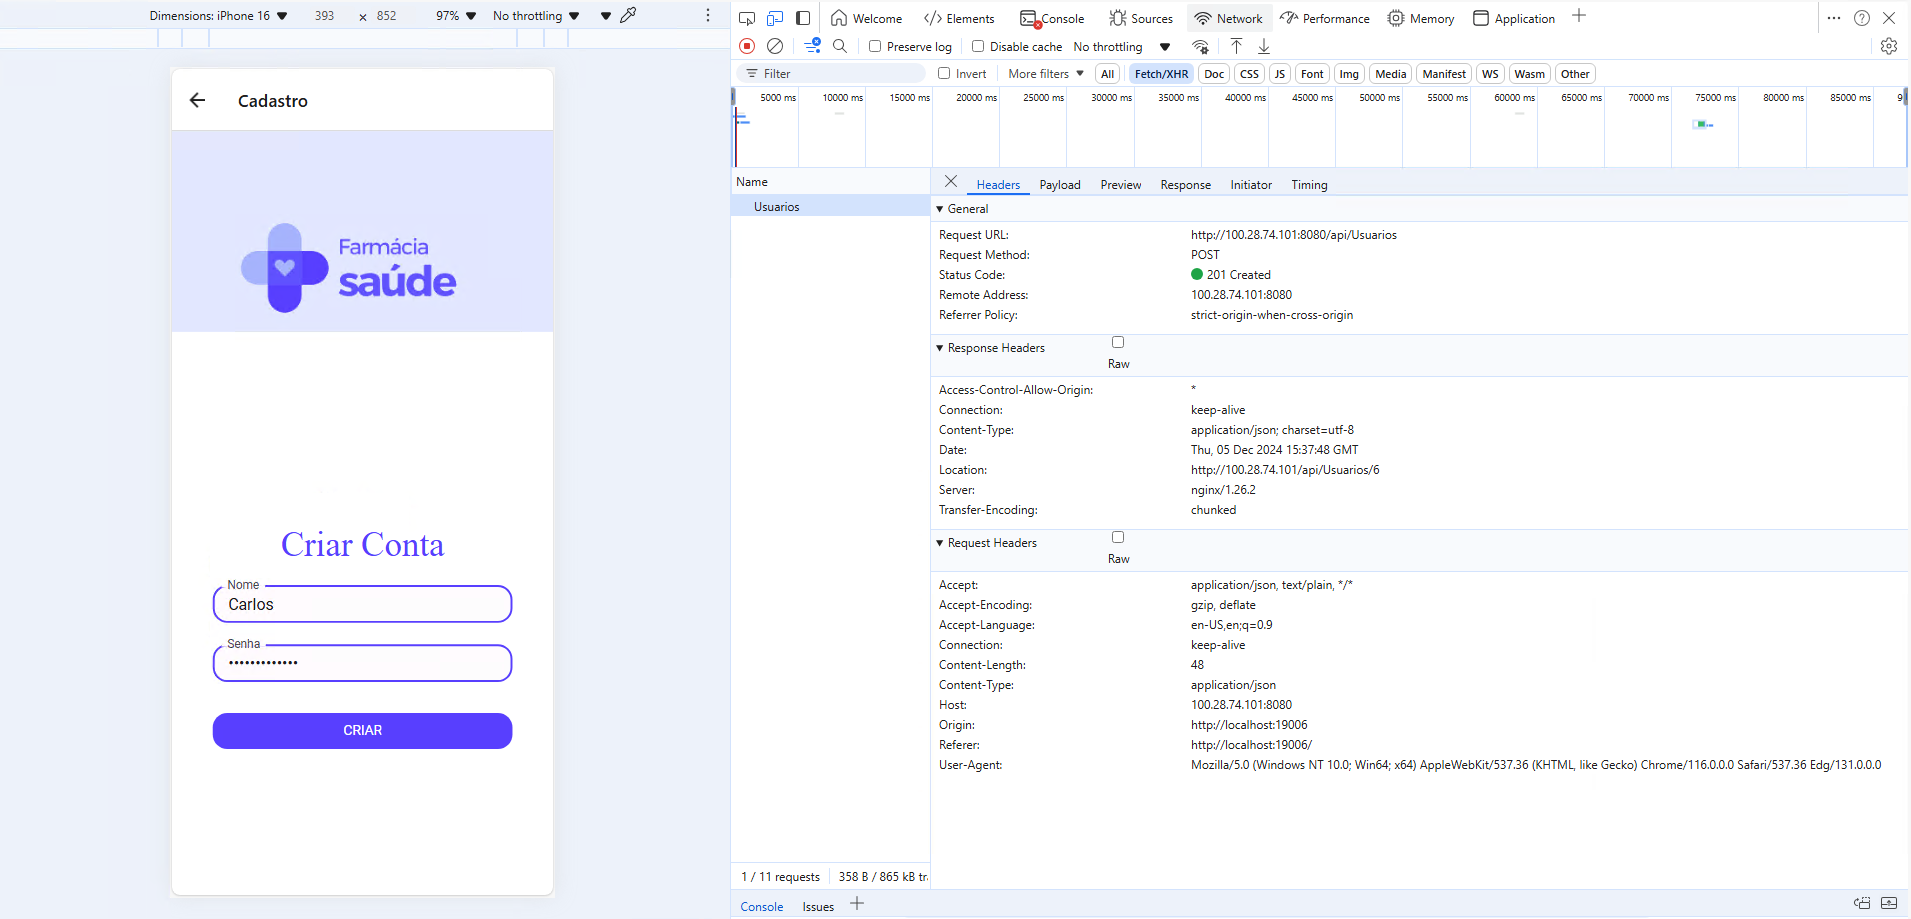 Dimensions: iPhone 16 393 × 852 97% No throttling
Cadastro
Farmácia
saúde
Criar Conta
Nome
Carlos
Senha
•••••••••••••
CRIAR
Welcome Elements Console Sources Network Performance Memory Application
Preserve log Disable cache No throttling
Filter Invert More filters All Fetch/XHR Doc CSS JS Font Img Media Manifest WS Wasm Other
5000 ms 10000 ms 15000 ms 20000 ms 25000 ms 30000 ms 35000 ms 40000 ms 45000 ms 50000 ms 55000 ms 60000 ms 65000 ms 70000 ms 75000 ms 80000 ms 85000 ms 9
Name
Usuarios
Headers Payload Preview Response Initiator Timing
General
Request URL: http://100.28.74.101:8080/api/Usuarios
Request Method: POST
Status Code: 201 Created
Remote Address: 100.28.74.101:8080
Referrer Policy: strict-origin-when-cross-origin
Response Headers
Raw
Access-Control-Allow-Origin: *
Connection: keep-alive
Content-Type: application/json; charset=utf-8
Date: Thu, 05 Dec 2024 15:37:48 GMT
Location: http://100.28.74.101/api/Usuarios/6
Server: nginx/1.26.2
Transfer-Encoding: chunked
Request Headers
Raw
Accept: application/json, text/plain, */*
Accept-Encoding: gzip, deflate
Accept-Language: en-US,en;q=0.9
Connection: keep-alive
Content-Length: 48
Content-Type: application/json
Host: 100.28.74.101:8080
Origin: http://localhost:19006
Referer: http://localhost:19006/
User-Agent: Mozilla/5.0 (Windows NT 10.0; Win64; x64) AppleWebKit/537.36 (KHTML, like Gecko) Chrome/116.0.0.0 Safari/537.36 Edg/131.0.0.0
1 / 11 requests 358 B / 865 kB tr
Console Issues